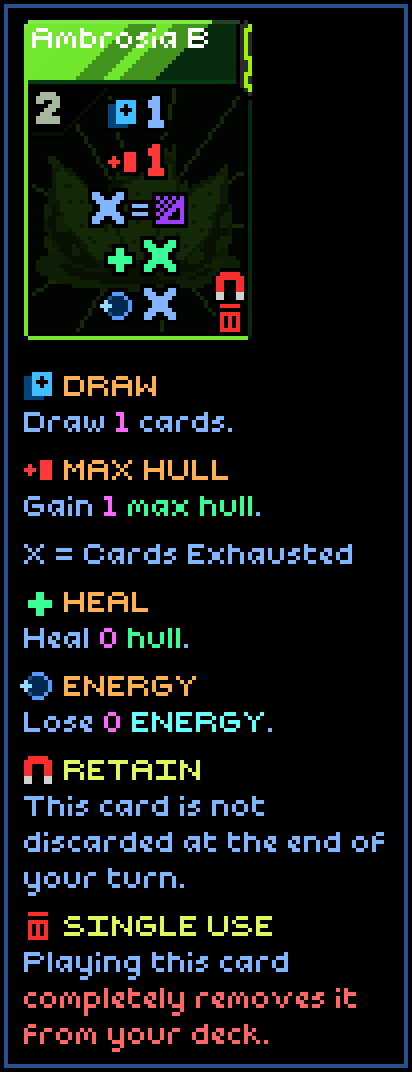 Ambrosia B
2
1
+ 1
X =
+ X
X
DRAW
Draw 1 cards.
+ MAX HULL
Gain 1 max hull.
X = Cards Exhausted
HEAL
Heal 0 hull.
ENERGY
Lose 0 ENERGY.
RETAIN
This card is not
discarded at the end of
your turn.
SINGLE USE
Playing this card
completely removes it
from your deck.